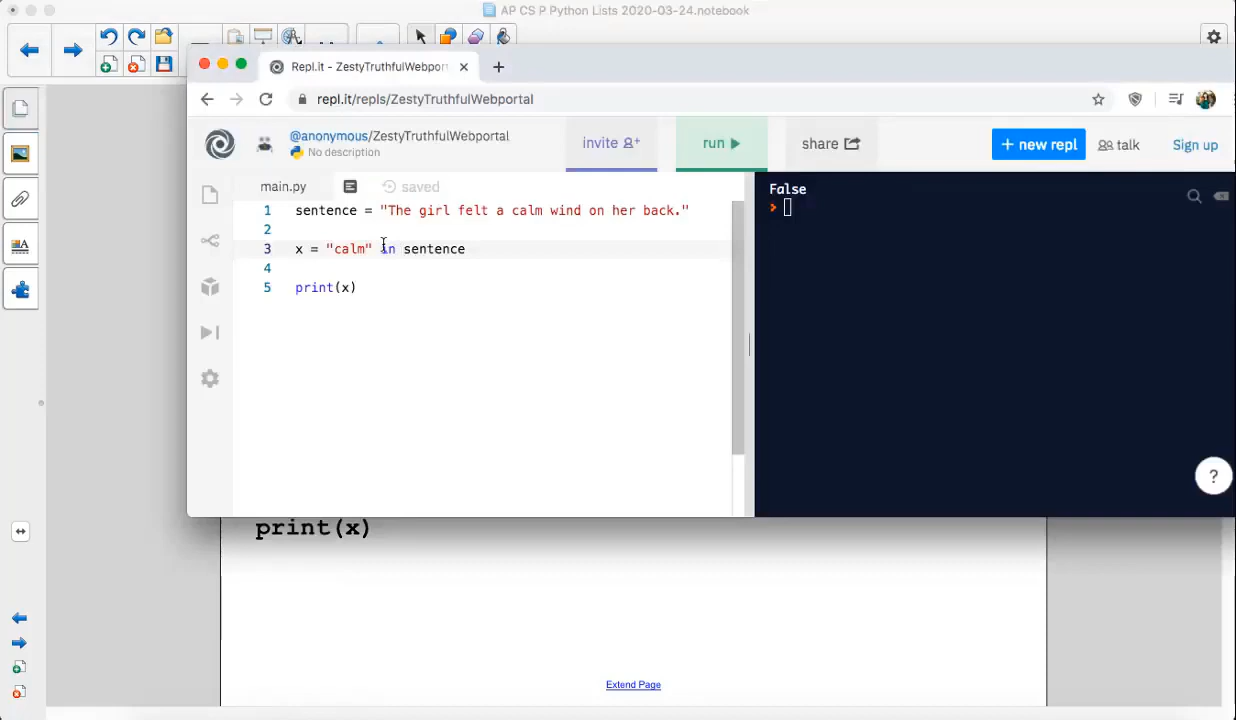 AP CS P Python Lists 2020-03-24.notebook
Repl.it - ZestyTruthfulWebpor
repl.it/repls/ZestyTruthfulWebportal
@anonymous/ZestyTruthfulWebportal
No description
invite
run
share
+ new repl
talk
Sign up
main.py
saved
1 sentence = "The girl felt a calm wind on her back."
2
3 x = "calm" in sentence
4
5 print(x)
False
>
?
print(x)
Extend Page